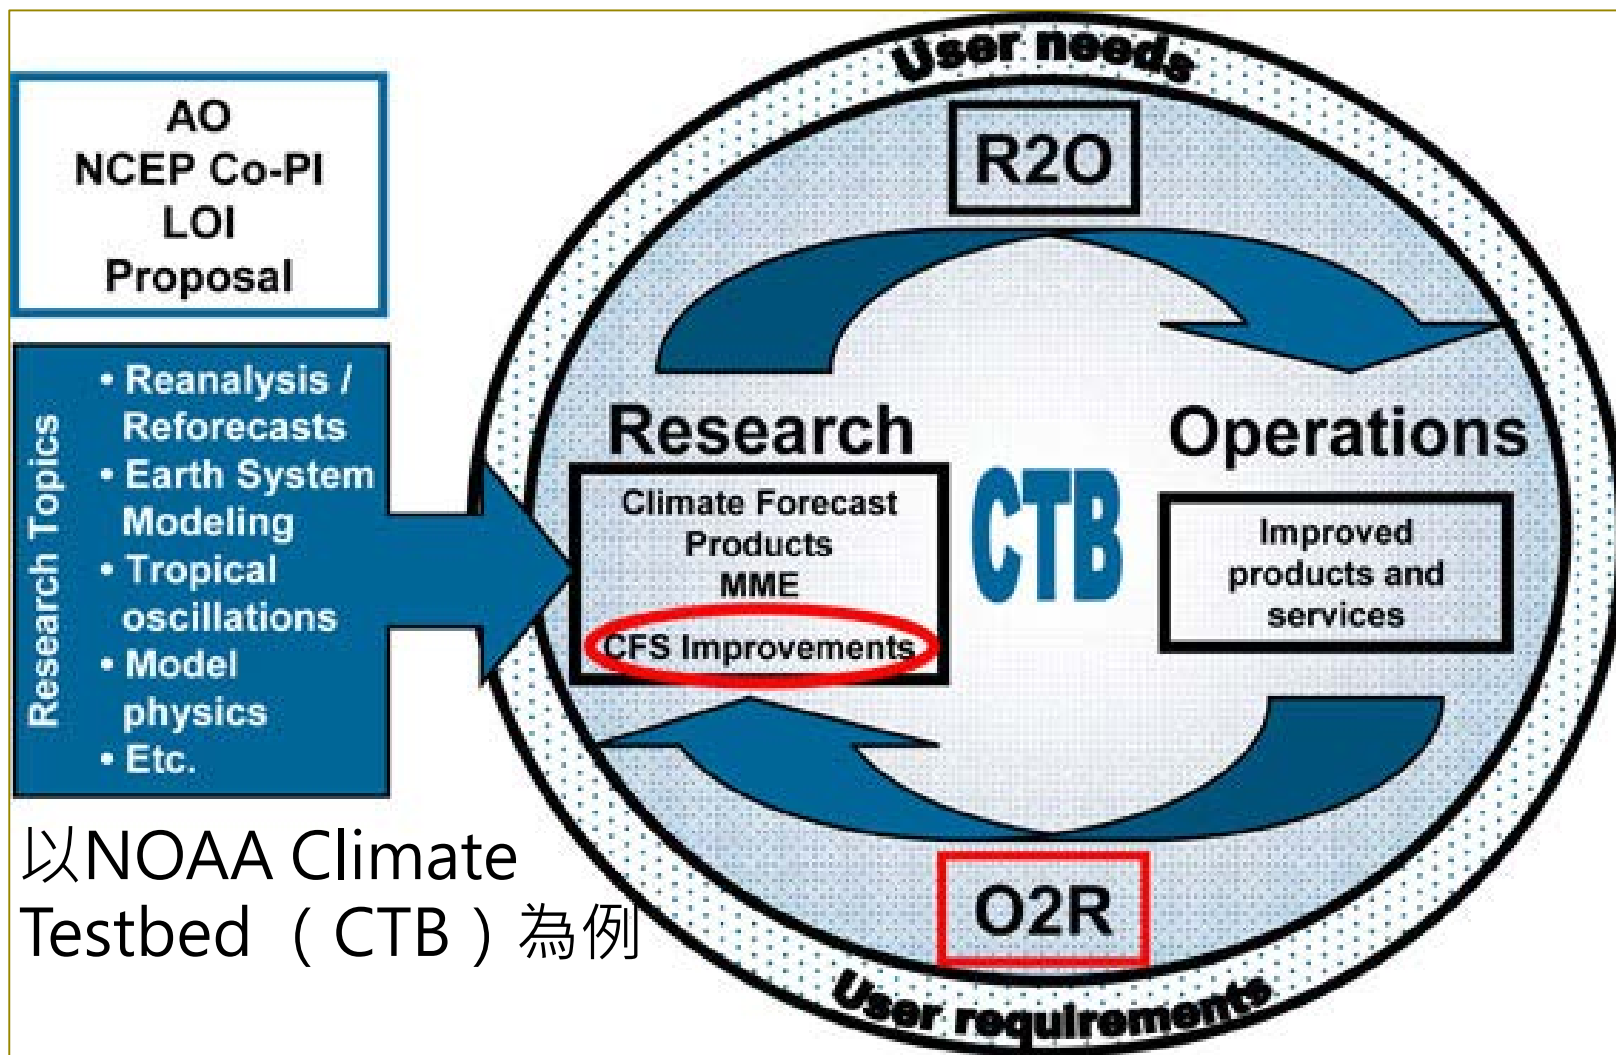 User needs
AO
NCEP Co-PI
LOI
Proposal
R2O
Research Topics
• Reanalysis /
Reforecasts
• Earth System
Modeling
• Tropical
oscillations
• Model
physics
• Etc.
Research
Climate Forecast
Products
MME
CFS Improvements
CTB
Operations
Improved
products and
services
以NOAA Climate
Testbed （CTB）為例
O2R
User requirements